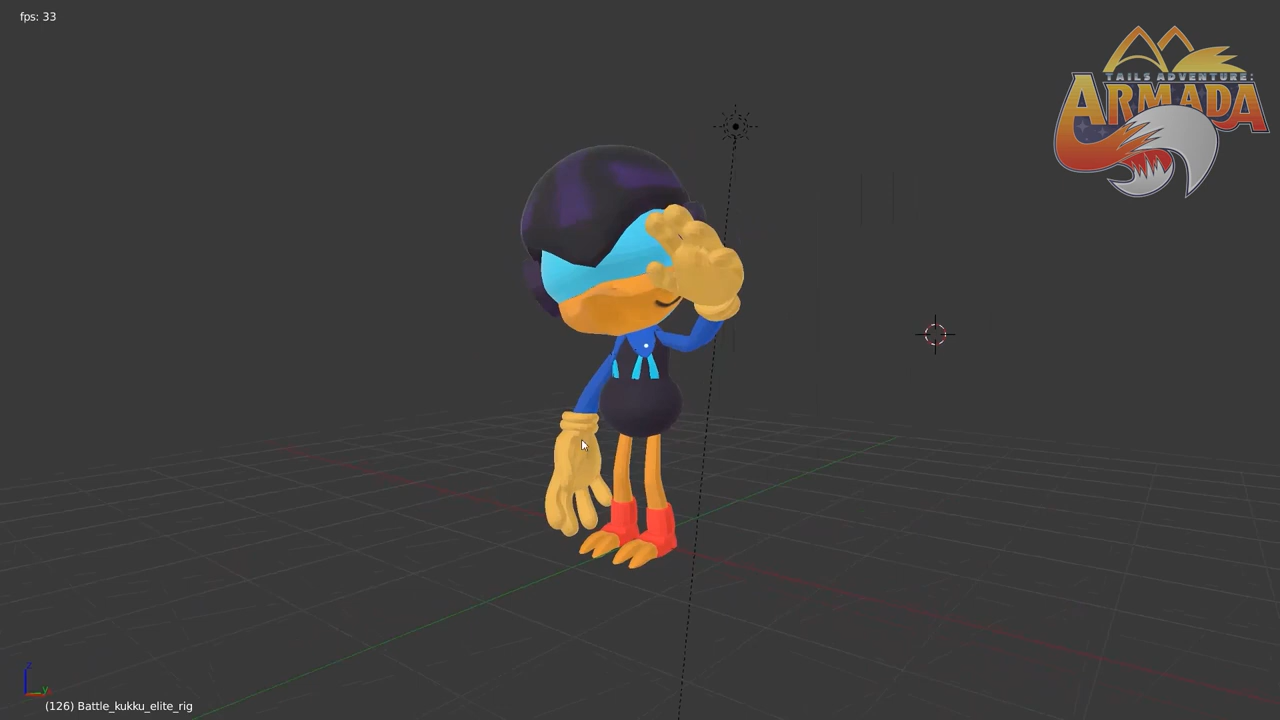 fps: 33
TAILS ADVENTURE:
ARMADA
Z
Y
(126) Battle_kukku_elite_rig